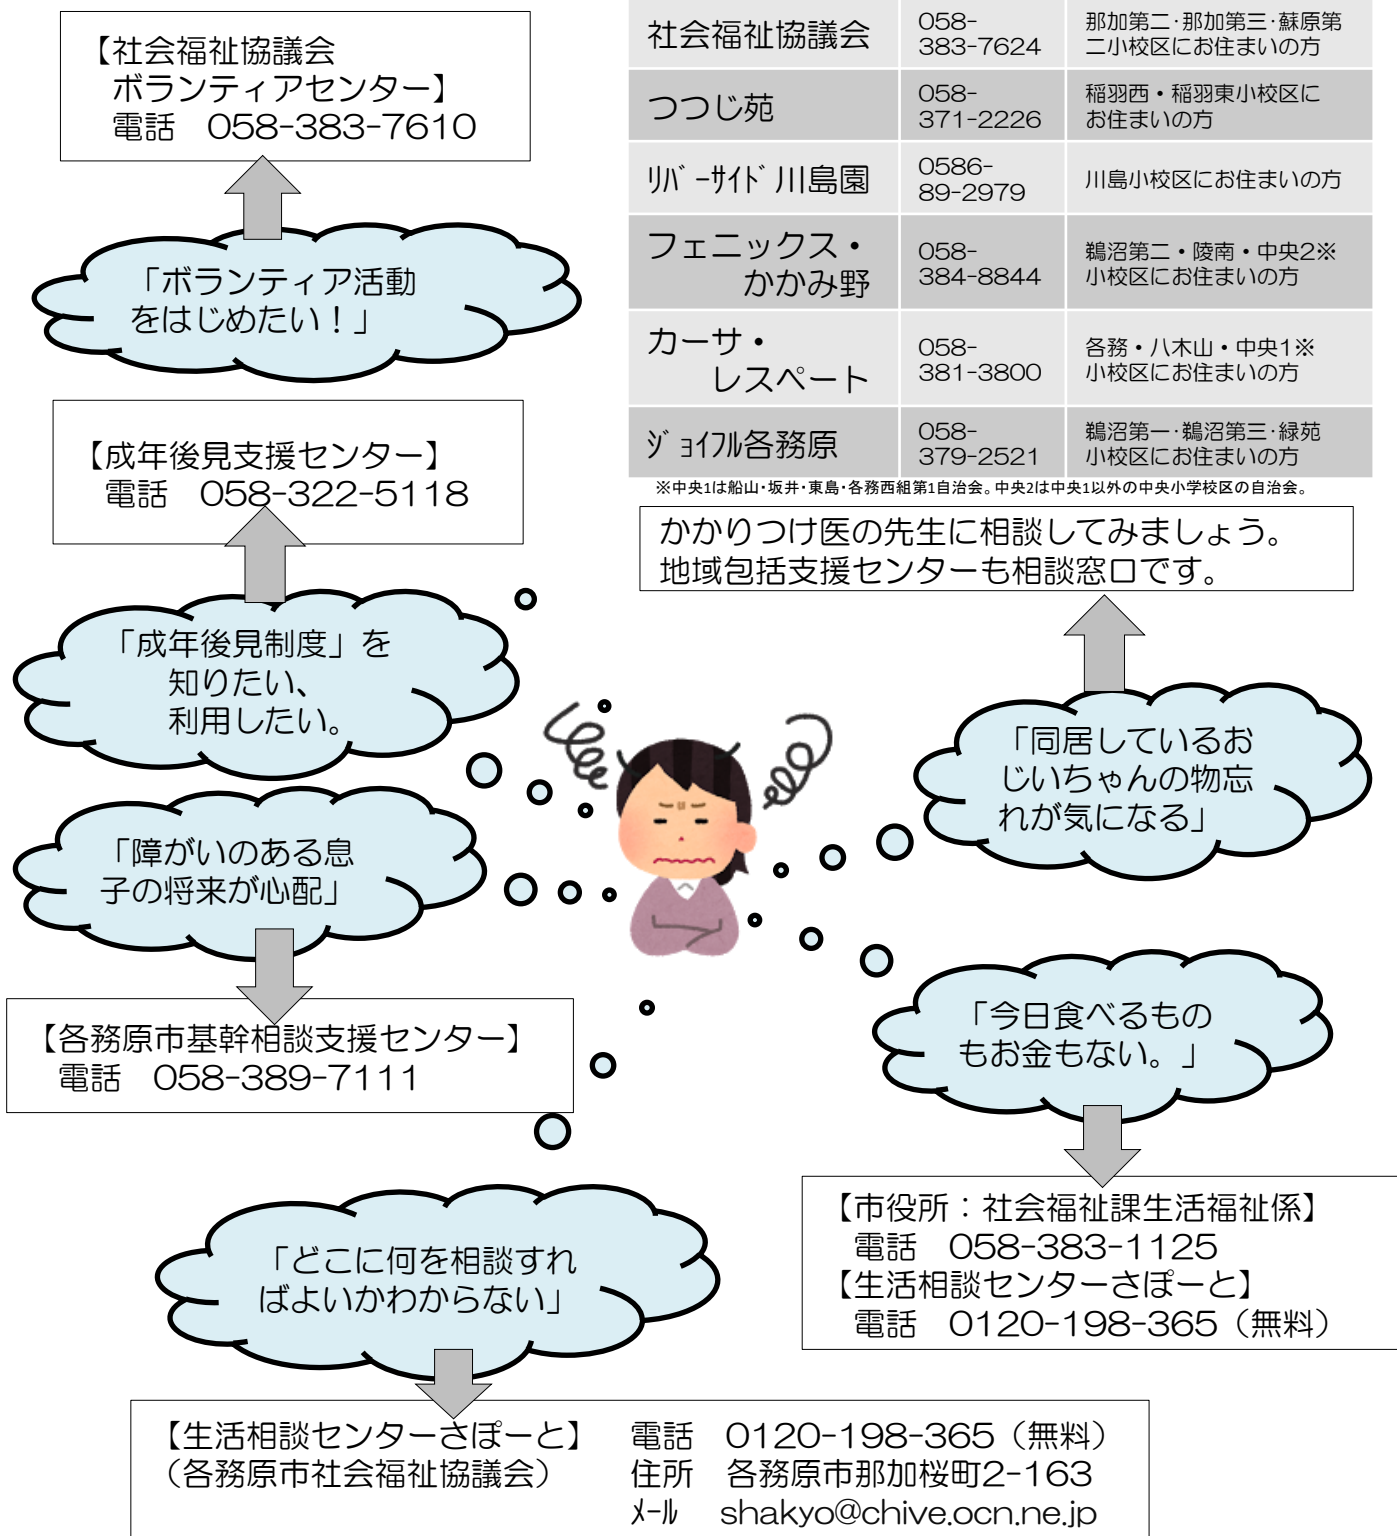 【社会福祉協議会
ボランティアセンター】
電話　058-383-7610
「ボランティア活動
をはじめたい！」
【成年後見支援センター】
電話　058-322-5118
「成年後見制度」を
知りたい、
利用したい。
「障がいのある息
子の将来が心配」
【各務原市基幹相談支援センター】
電話　058-389-7111
社会福祉協議会
058-
383-7624
那加第二･那加第三･蘇原第
二小校区にお住まいの方
つつじ苑
058-
371-2226
稲羽西・稲羽東小校区に
お住まいの方
ﾘﾊﾞｰｻｲﾄﾞ川島園
0586-
89-2979
川島小校区にお住まいの方
フェニックス・
かかみ野
058-
384-8844
鵜沼第二・陵南・中央2※
小校区にお住まいの方
カーサ・
レスペート
058-
381-3800
各務・八木山・中央1※
小校区にお住まいの方
ｼﾞｮｲﾌﾙ各務原
058-
379-2521
鵜沼第一･鵜沼第三･緑苑
小校区にお住まいの方
※中央1は船山･坂井･東島･各務西組第1自治会。中央2は中央1以外の中央小学校区の自治会。
かかりつけ医の先生に相談してみましょう。
地域包括支援センターも相談窓口です。
「同居しているお
じいちゃんの物忘
れが気になる」
「今日食べるもの
もお金もない。」
【市役所：社会福祉課生活福祉係】
電話　058-383-1125
【生活相談センターさぽーと】
電話　0120-198-365（無料）
「どこに何を相談すれ
ばよいかわからない」
【生活相談センターさぽーと】　電話　0120-198-365（無料）
（各務原市社会福祉協議会）　住所　各務原市那加桜町2-163
ﾒｰﾙ　shakyo@chive.ocn.ne.jp